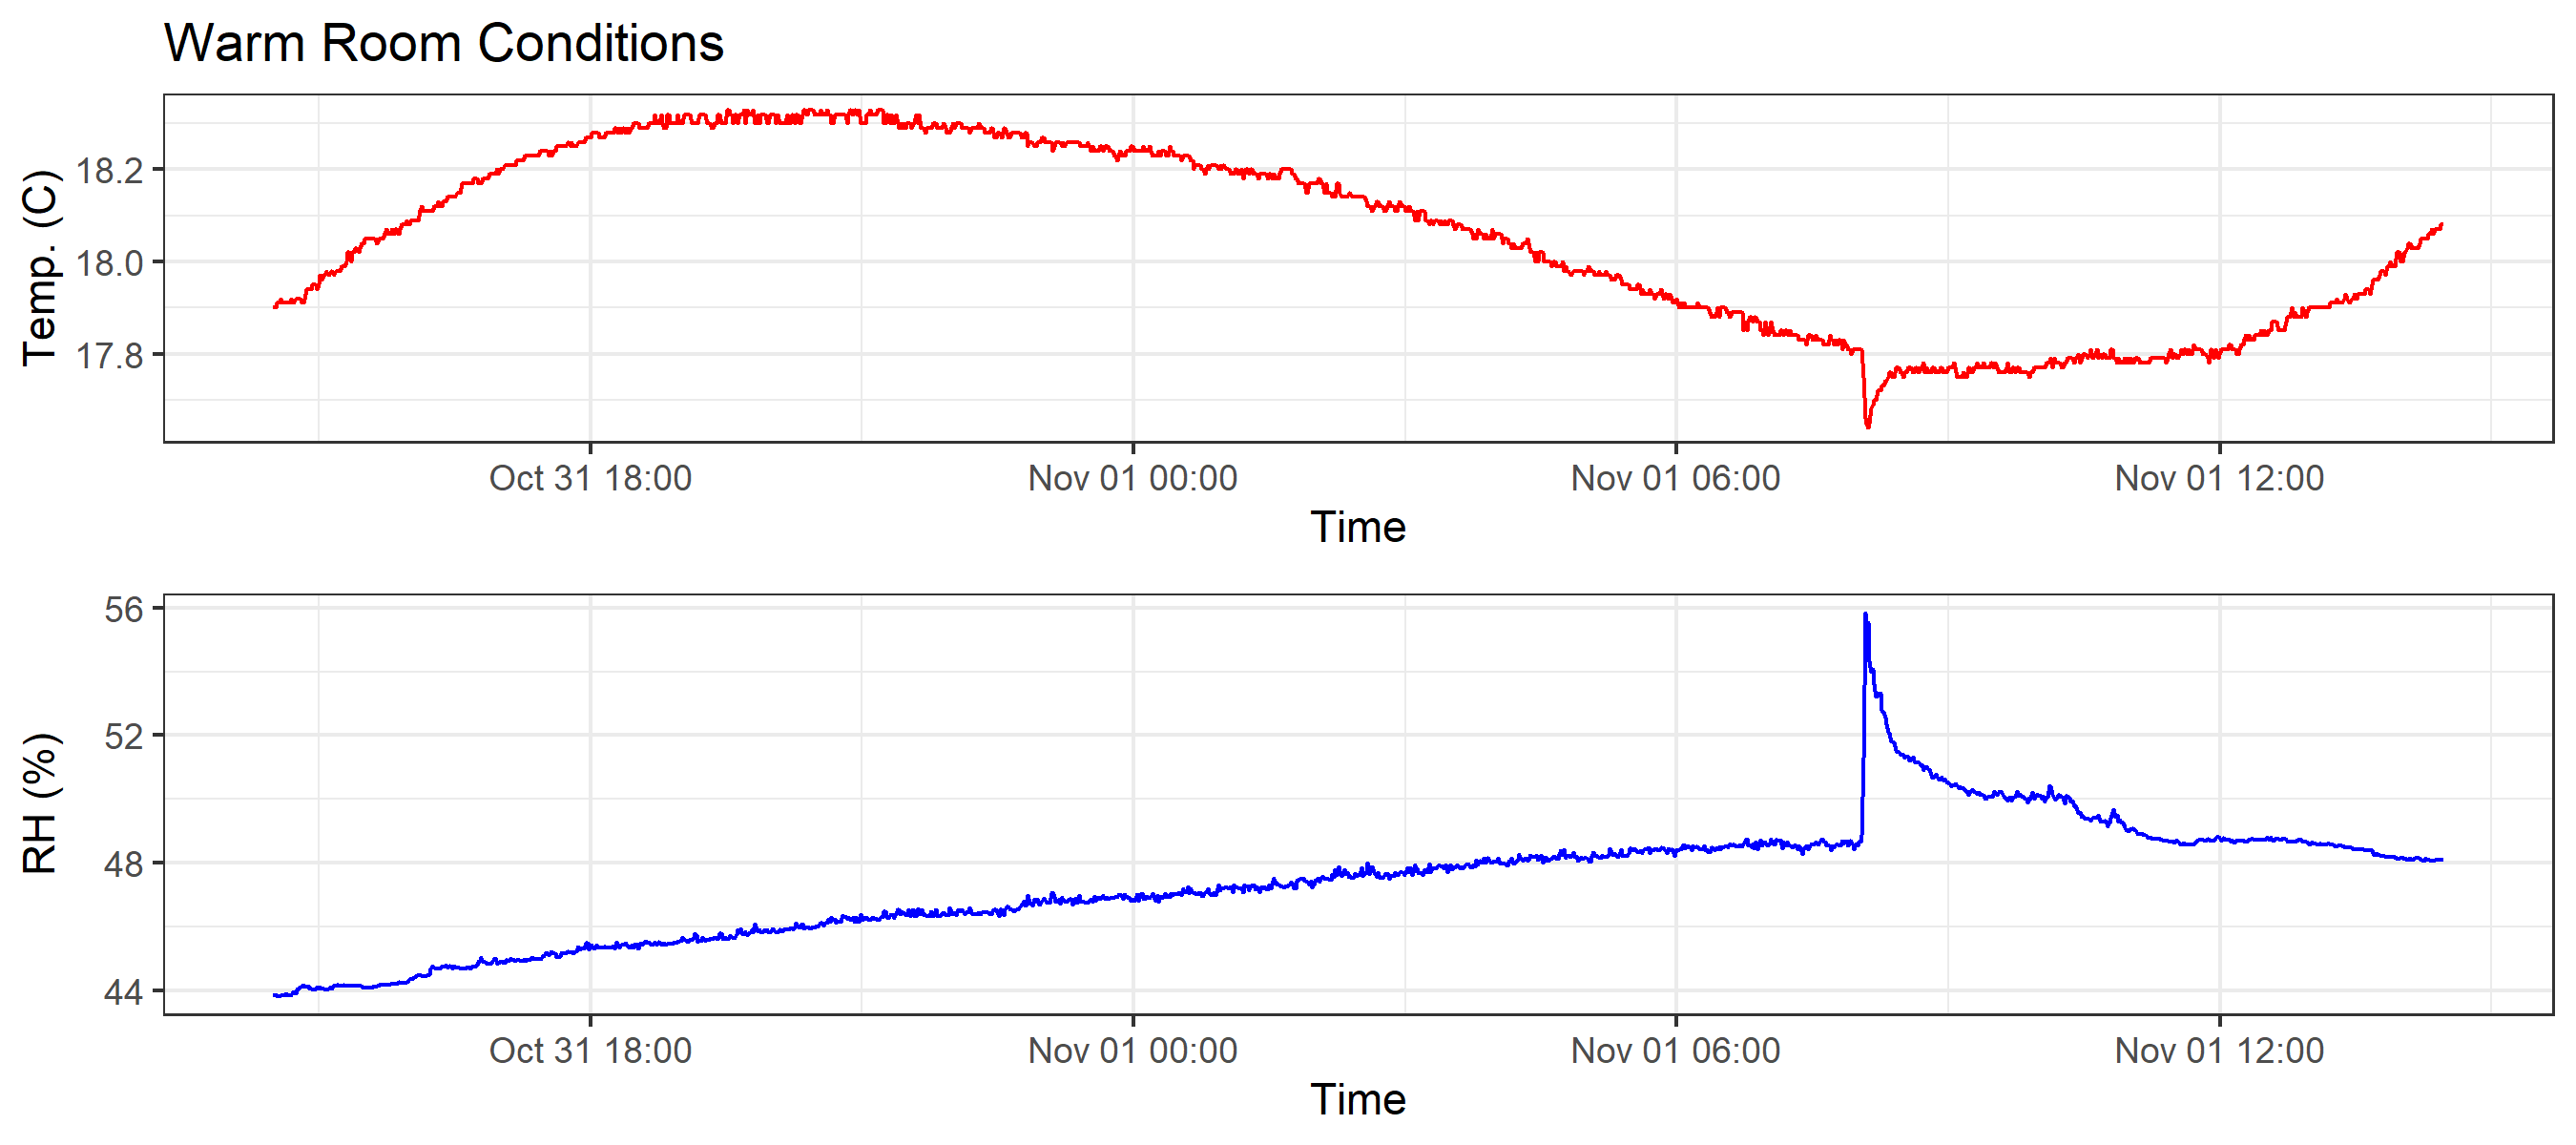 Warm Room Conditions
Temp. (C)
18.2
18.0
17.8
Oct 31 18:00 Nov 01 00:00 Nov 01 06:00 Nov 01 12:00
Time
RH (%)
56
52
48
44
Oct 31 18:00 Nov 01 00:00 Nov 01 06:00 Nov 01 12:00
Time